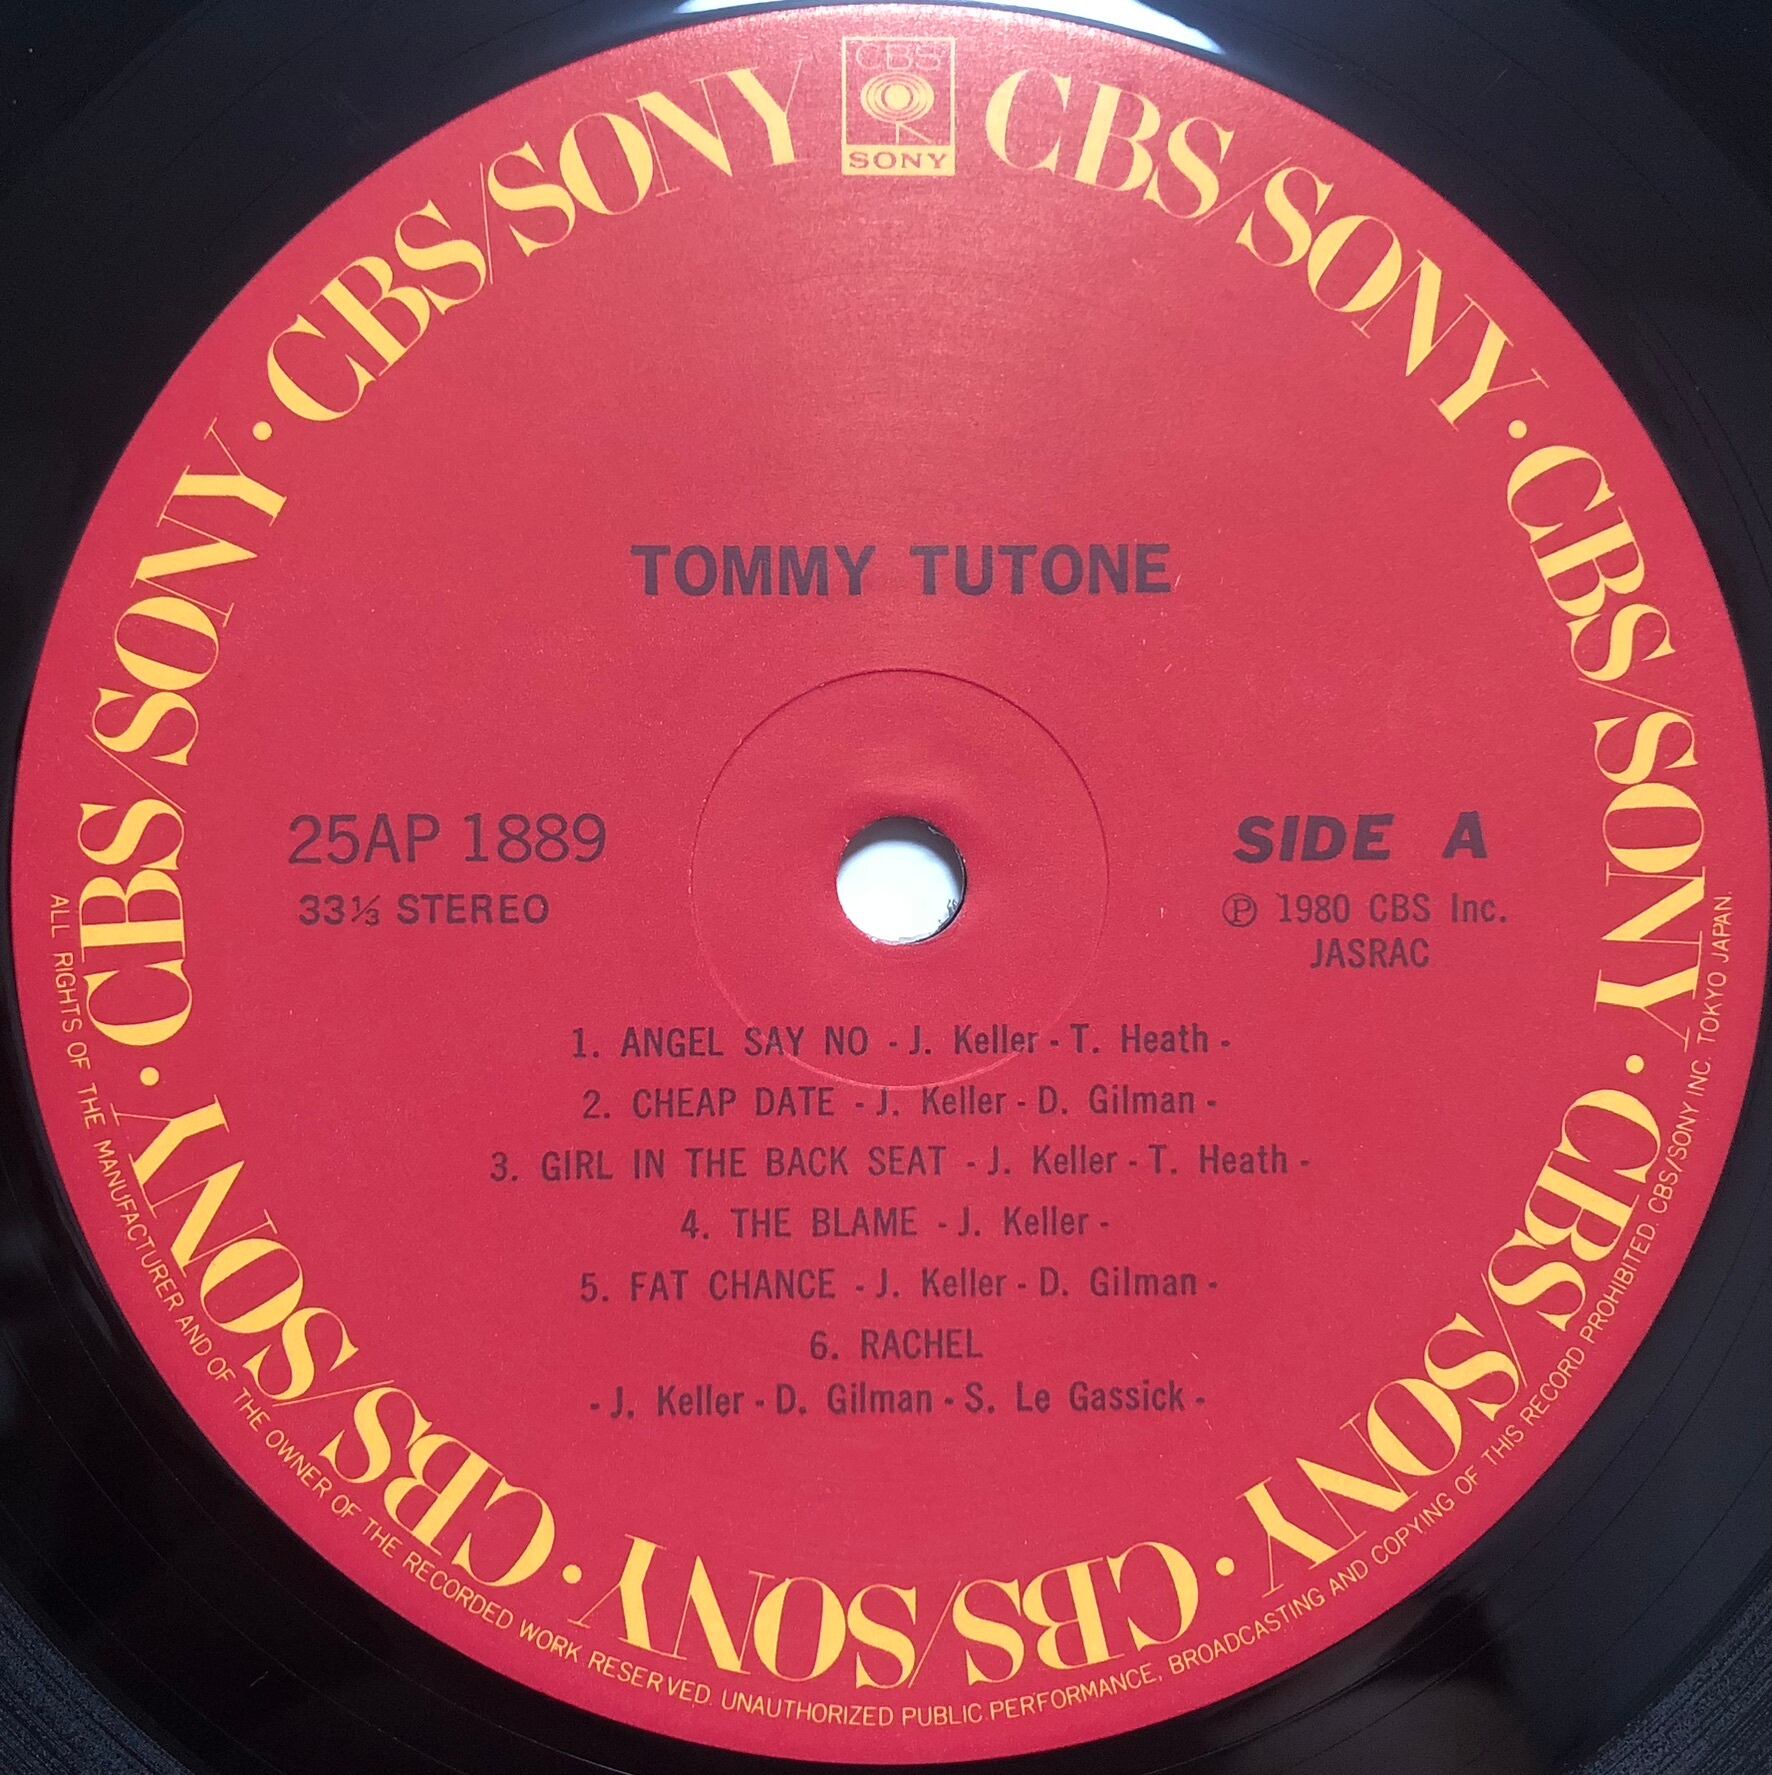 CBS
SONY
CBS/SONY · CBS/SONY · CBS/SONY · CBS/SONY · CBS/SONY · CBS/SONY · CBS/SONY · CBS/SONY
TOMMY TUTONE
25AP 1889
33⅓ STEREO
SIDE A
Ⓟ 1980 CBS Inc.
JASRAC
1. ANGEL SAY NO - J. Keller - T. Heath -
2. CHEAP DATE - J. Keller - D. Gilman -
3. GIRL IN THE BACK SEAT - J. Keller - T. Heath -
4. THE BLAME - J. Keller -
5. FAT CHANCE - J. Keller - D. Gilman -
6. RACHEL
- J. Keller - D. Gilman - S. Le Gassick -
ALL RIGHTS OF THE MANUFACTURER AND OF THE OWNER OF THE RECORDED WORK RESERVED. UNAUTHORIZED PUBLIC PERFORMANCE, BROADCASTING AND COPYING OF THIS RECORD PROHIBITED. CBS/SONY INC. TOKYO JAPAN.